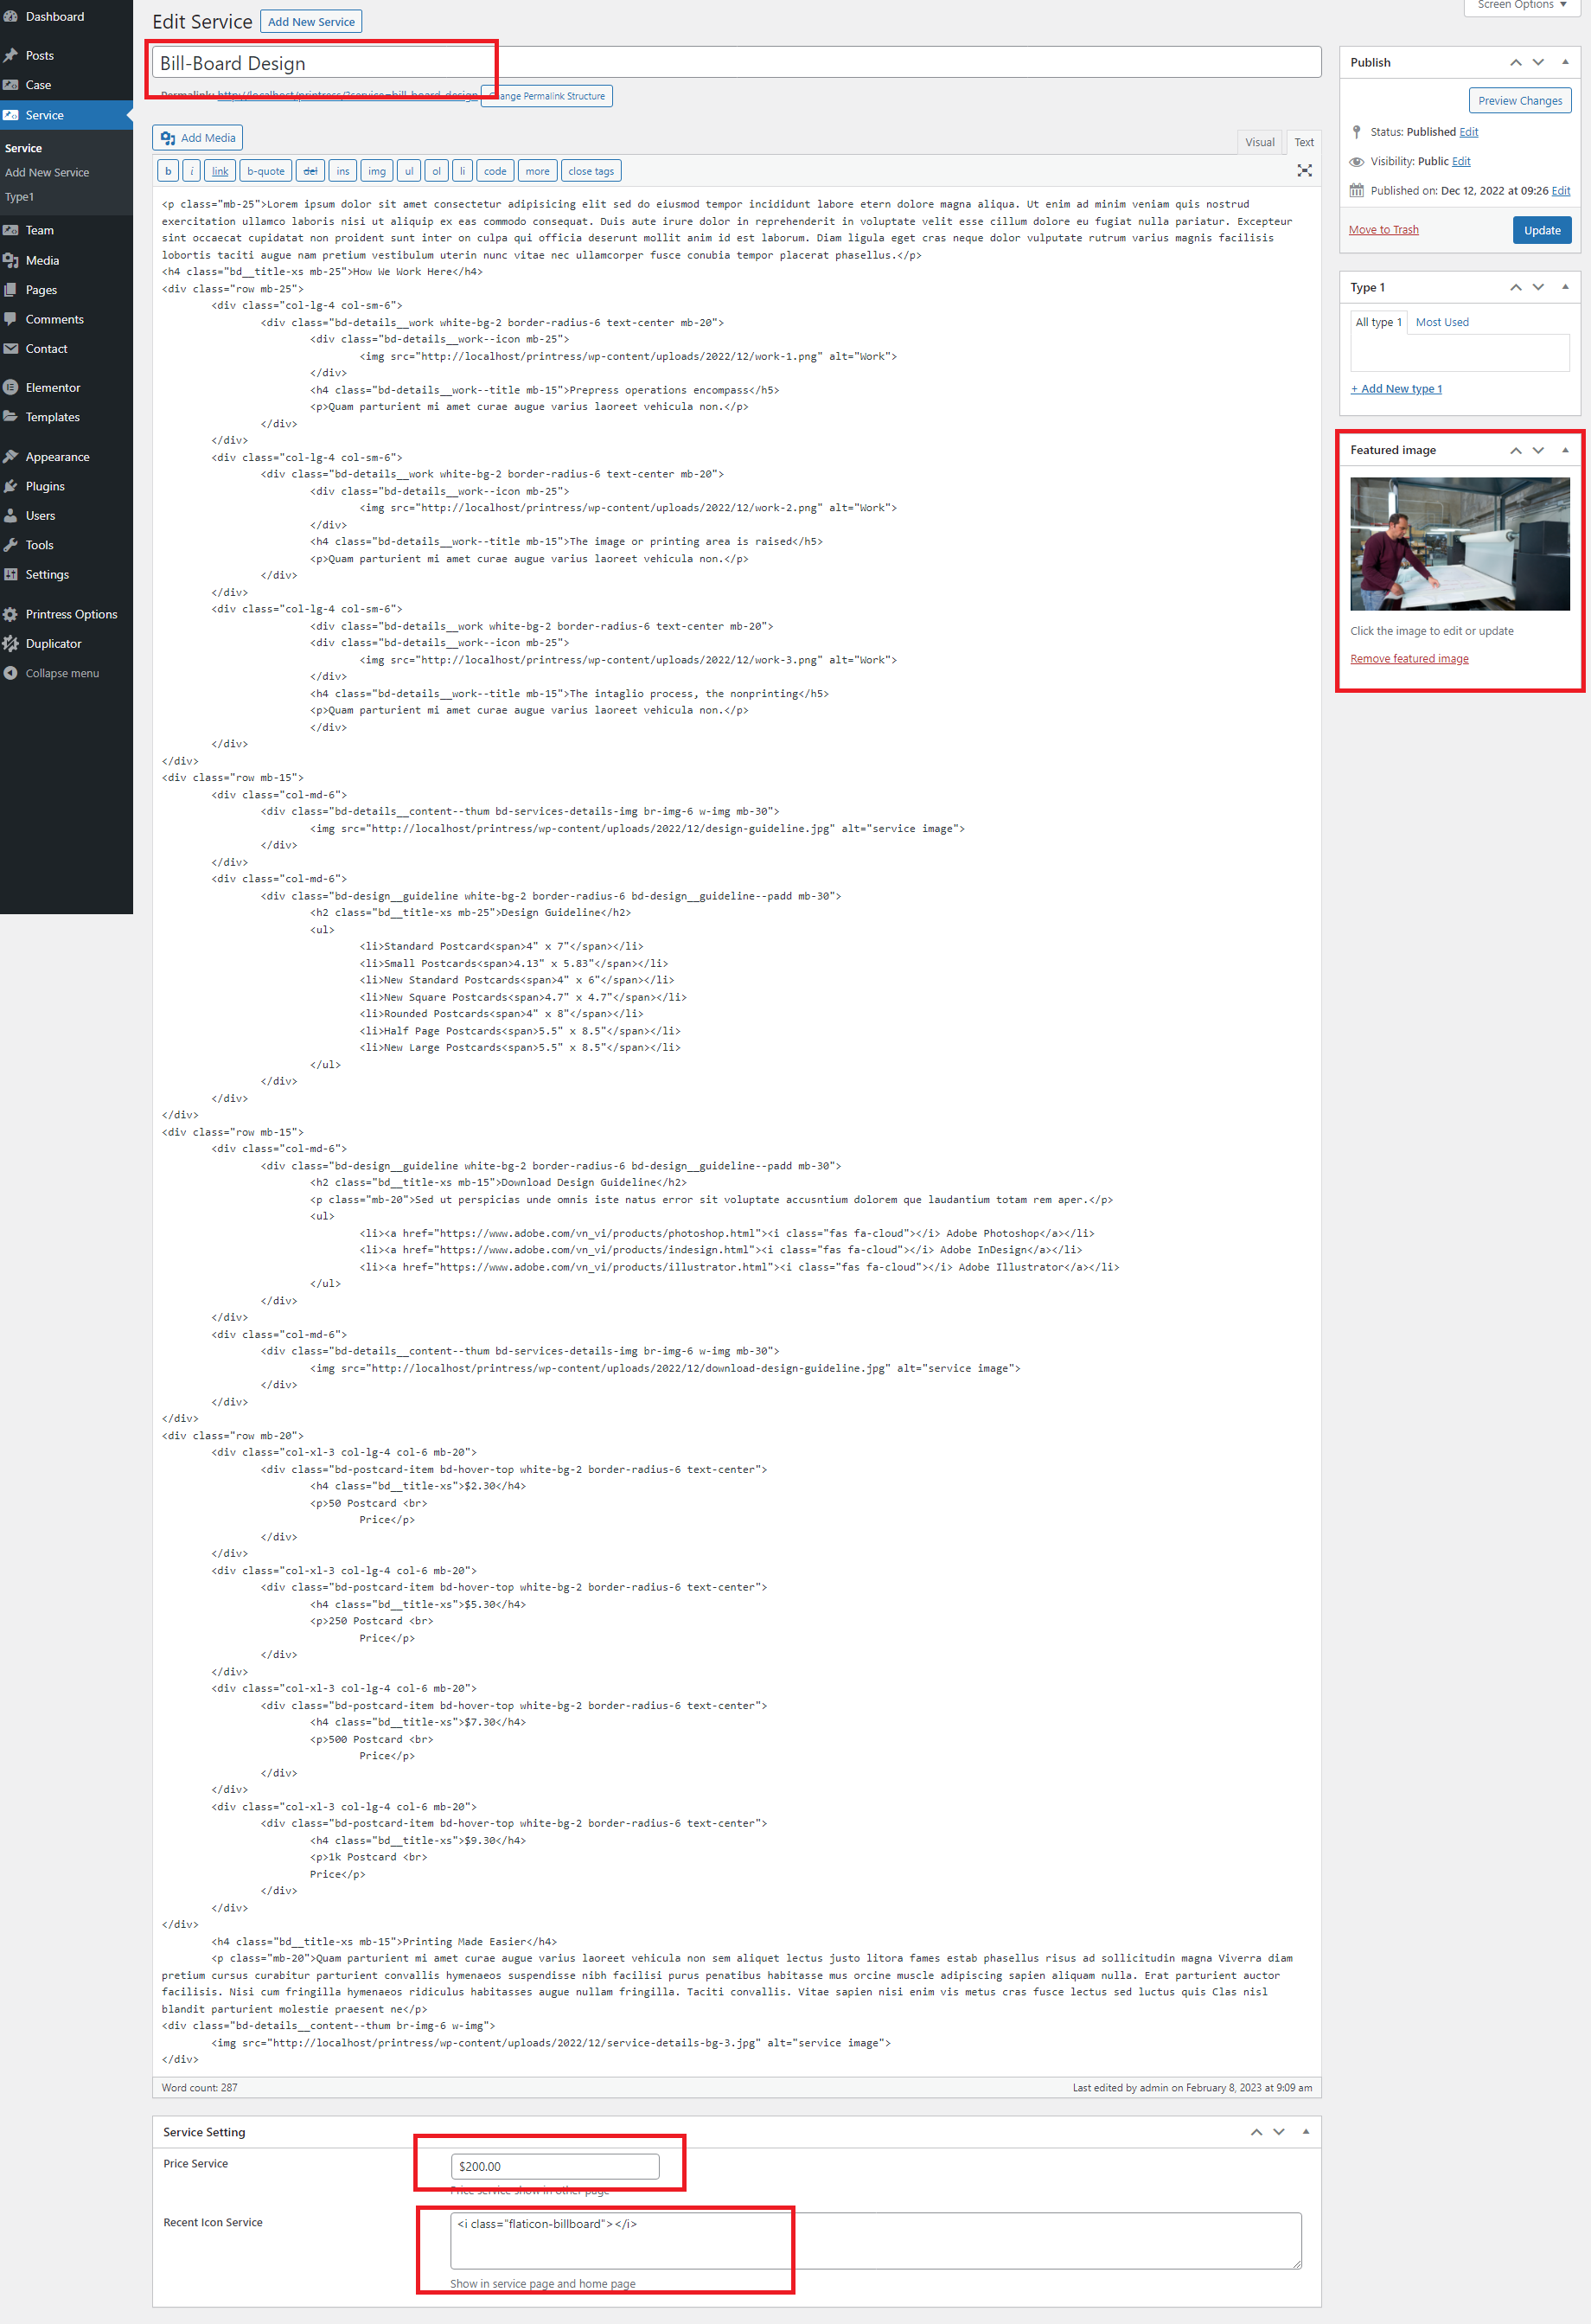 Dashboard
Posts
Case
Service
Service
Add New Service
Type1
Team
Media
Pages
Comments
Contact
Elementor
Templates
Appearance
Plugins
Users
Tools
Settings
Printress Options
Duplicator
Collapse menu
Screen Options
Edit Service Add New Service
Bill-Board Design
Permalink: http://localhost/printress/?service=bill_board_design Change Permalink Structure
Add Media
Visual Text
b i link b-quote del ins img ul ol li code more close tags
<p class="mb-25">Lorem ipsum dolor sit amet consectetur adipisicing elit sed do eiusmod tempor incididunt labore etern dolore magna aliqua. Ut enim ad minim veniam quis nostrud
exercitation ullamco laboris nisi ut aliquip ex eas commodo consequat. Duis aute irure dolor in reprehenderit in voluptate velit esse cillum dolore eu fugiat nulla pariatur. Excepteur
sint occaecat cupidatat non proident sunt inter on culpa qui officia deserunt mollit anim id est laborum. Diam ligula eget cras neque dolor vulputate rutrum varius magnis facilisis
lobortis taciti augue nam pretium vestibulum uterin nunc vitae nec ullamcorper fusce conubia tempor placerat phasellus.</p>
<h4 class="bd__title-xs mb-25">How We Work Here</h4>
<div class="row mb-25">
<div class="col-lg-4 col-sm-6">
<div class="bd-details__work white-bg-2 border-radius-6 text-center mb-20">
<div class="bd-details__work--icon mb-25">
<img src="http://localhost/printress/wp-content/uploads/2022/12/work-1.png" alt="Work">
</div>
<h4 class="bd-details__work--title mb-15">Prepress operations encompass</h5>
<p>Quam parturient mi amet curae augue varius laoreet vehicula non.</p>
</div>
</div>
<div class="col-lg-4 col-sm-6">
<div class="bd-details__work white-bg-2 border-radius-6 text-center mb-20">
<div class="bd-details__work--icon mb-25">
<img src="http://localhost/printress/wp-content/uploads/2022/12/work-2.png" alt="Work">
</div>
<h4 class="bd-details__work--title mb-15">The image or printing area is raised</h5>
<p>Quam parturient mi amet curae augue varius laoreet vehicula non.</p>
</div>
</div>
<div class="col-lg-4 col-sm-6">
<div class="bd-details__work white-bg-2 border-radius-6 text-center mb-20">
<div class="bd-details__work--icon mb-25">
<img src="http://localhost/printress/wp-content/uploads/2022/12/work-3.png" alt="Work">
</div>
<h4 class="bd-details__work--title mb-15">The intaglio process, the nonprinting</h5>
<p>Quam parturient mi amet curae augue varius laoreet vehicula non.</p>
</div>
</div>
</div>
<div class="row mb-15">
<div class="col-md-6">
<div class="bd-details__content--thum bd-services-details-img br-img-6 w-img mb-30">
<img src="http://localhost/printress/wp-content/uploads/2022/12/design-guideline.jpg" alt="service image">
</div>
</div>
<div class="col-md-6">
<div class="bd-design__guideline white-bg-2 border-radius-6 bd-design__guideline--padd mb-30">
<h2 class="bd__title-xs mb-25">Design Guideline</h2>
<ul>
<li>Standard Postcard<span>4" x 7"</span></li>
<li>Small Postcards<span>4.13" x 5.83"</span></li>
<li>New Standard Postcards<span>4" x 6"</span></li>
<li>New Square Postcards<span>4.7" x 4.7"</span></li>
<li>Rounded Postcards<span>4" x 8"</span></li>
<li>Half Page Postcards<span>5.5" x 8.5"</span></li>
<li>New Large Postcards<span>5.5" x 8.5"</span></li>
</ul>
</div>
</div>
</div>
<div class="row mb-15">
<div class="col-md-6">
<div class="bd-design__guideline white-bg-2 border-radius-6 bd-design__guideline--padd mb-30">
<h2 class="bd__title-xs mb-15">Download Design Guideline</h2>
<p class="mb-20">Sed ut perspicias unde omnis iste natus error sit voluptate accusntium dolorem que laudantium totam rem aper.</p>
<ul>
<li><a href="https://www.adobe.com/vn_vi/products/photoshop.html"><i class="fas fa-cloud"></i> Adobe Photoshop</a></li>
<li><a href="https://www.adobe.com/vn_vi/products/indesign.html"><i class="fas fa-cloud"></i> Adobe InDesign</a></li>
<li><a href="https://www.adobe.com/vn_vi/products/illustrator.html"><i class="fas fa-cloud"></i> Adobe Illustrator</a></li>
</ul>
</div>
</div>
<div class="col-md-6">
<div class="bd-details__content--thum bd-services-details-img br-img-6 w-img mb-30">
<img src="http://localhost/printress/wp-content/uploads/2022/12/download-design-guideline.jpg" alt="service image">
</div>
</div>
</div>
<div class="row mb-20">
<div class="col-xl-3 col-lg-4 col-6 mb-20">
<div class="bd-postcard-item bd-hover-top white-bg-2 border-radius-6 text-center">
<h4 class="bd__title-xs">$2.30</h4>
<p>50 Postcard <br>
Price</p>
</div>
</div>
<div class="col-xl-3 col-lg-4 col-6 mb-20">
<div class="bd-postcard-item bd-hover-top white-bg-2 border-radius-6 text-center">
<h4 class="bd__title-xs">$5.30</h4>
<p>250 Postcard <br>
Price</p>
</div>
</div>
<div class="col-xl-3 col-lg-4 col-6 mb-20">
<div class="bd-postcard-item bd-hover-top white-bg-2 border-radius-6 text-center">
<h4 class="bd__title-xs">$7.30</h4>
<p>500 Postcard <br>
Price</p>
</div>
</div>
<div class="col-xl-3 col-lg-4 col-6 mb-20">
<div class="bd-postcard-item bd-hover-top white-bg-2 border-radius-6 text-center">
<h4 class="bd__title-xs">$9.30</h4>
<p>1k Postcard <br>
Price</p>
</div>
</div>
</div>
<h4 class="bd__title-xs mb-15">Printing Made Easier</h4>
<p class="mb-20">Quam parturient mi amet curae augue varius laoreet vehicula non sem aliquet lectus justo litora fames estab phasellus risus ad sollicitudin magna Viverra diam
pretium cursus curabitur parturient convallis hymenaeos suspendisse nibh facilisi purus penatibus habitasse mus orcine muscle adipiscing sapien aliquam nulla. Erat parturient auctor
facilisis. Nisi cum fringilla hymenaeos ridiculus habitasses augue nullam fringilla. Taciti convallis. Vitae sapien nisi enim vis metus cras fusce lectus sed luctus quis Clas nisl
blandit parturient molestie praesent ne</p>
<div class="bd-details__content--thum br-img-6 w-img">
<img src="http://localhost/printress/wp-content/uploads/2022/12/service-details-bg-3.jpg" alt="service image">
</div>
Word count: 287 Last edited by admin on February 8, 2023 at 9:09 am
Service Setting
Price Service
$200.00
Price service show in other page
Recent Icon Service
<i class="flaticon-billboard"></i>
Show in service page and home page
Publish
Preview Changes
Status: Published Edit
Visibility: Public Edit
Published on: Dec 12, 2022 at 09:26 Edit
Move to Trash Update
Type 1
All type 1 Most Used
+ Add New type 1
Featured image
Click the image to edit or update
Remove featured image